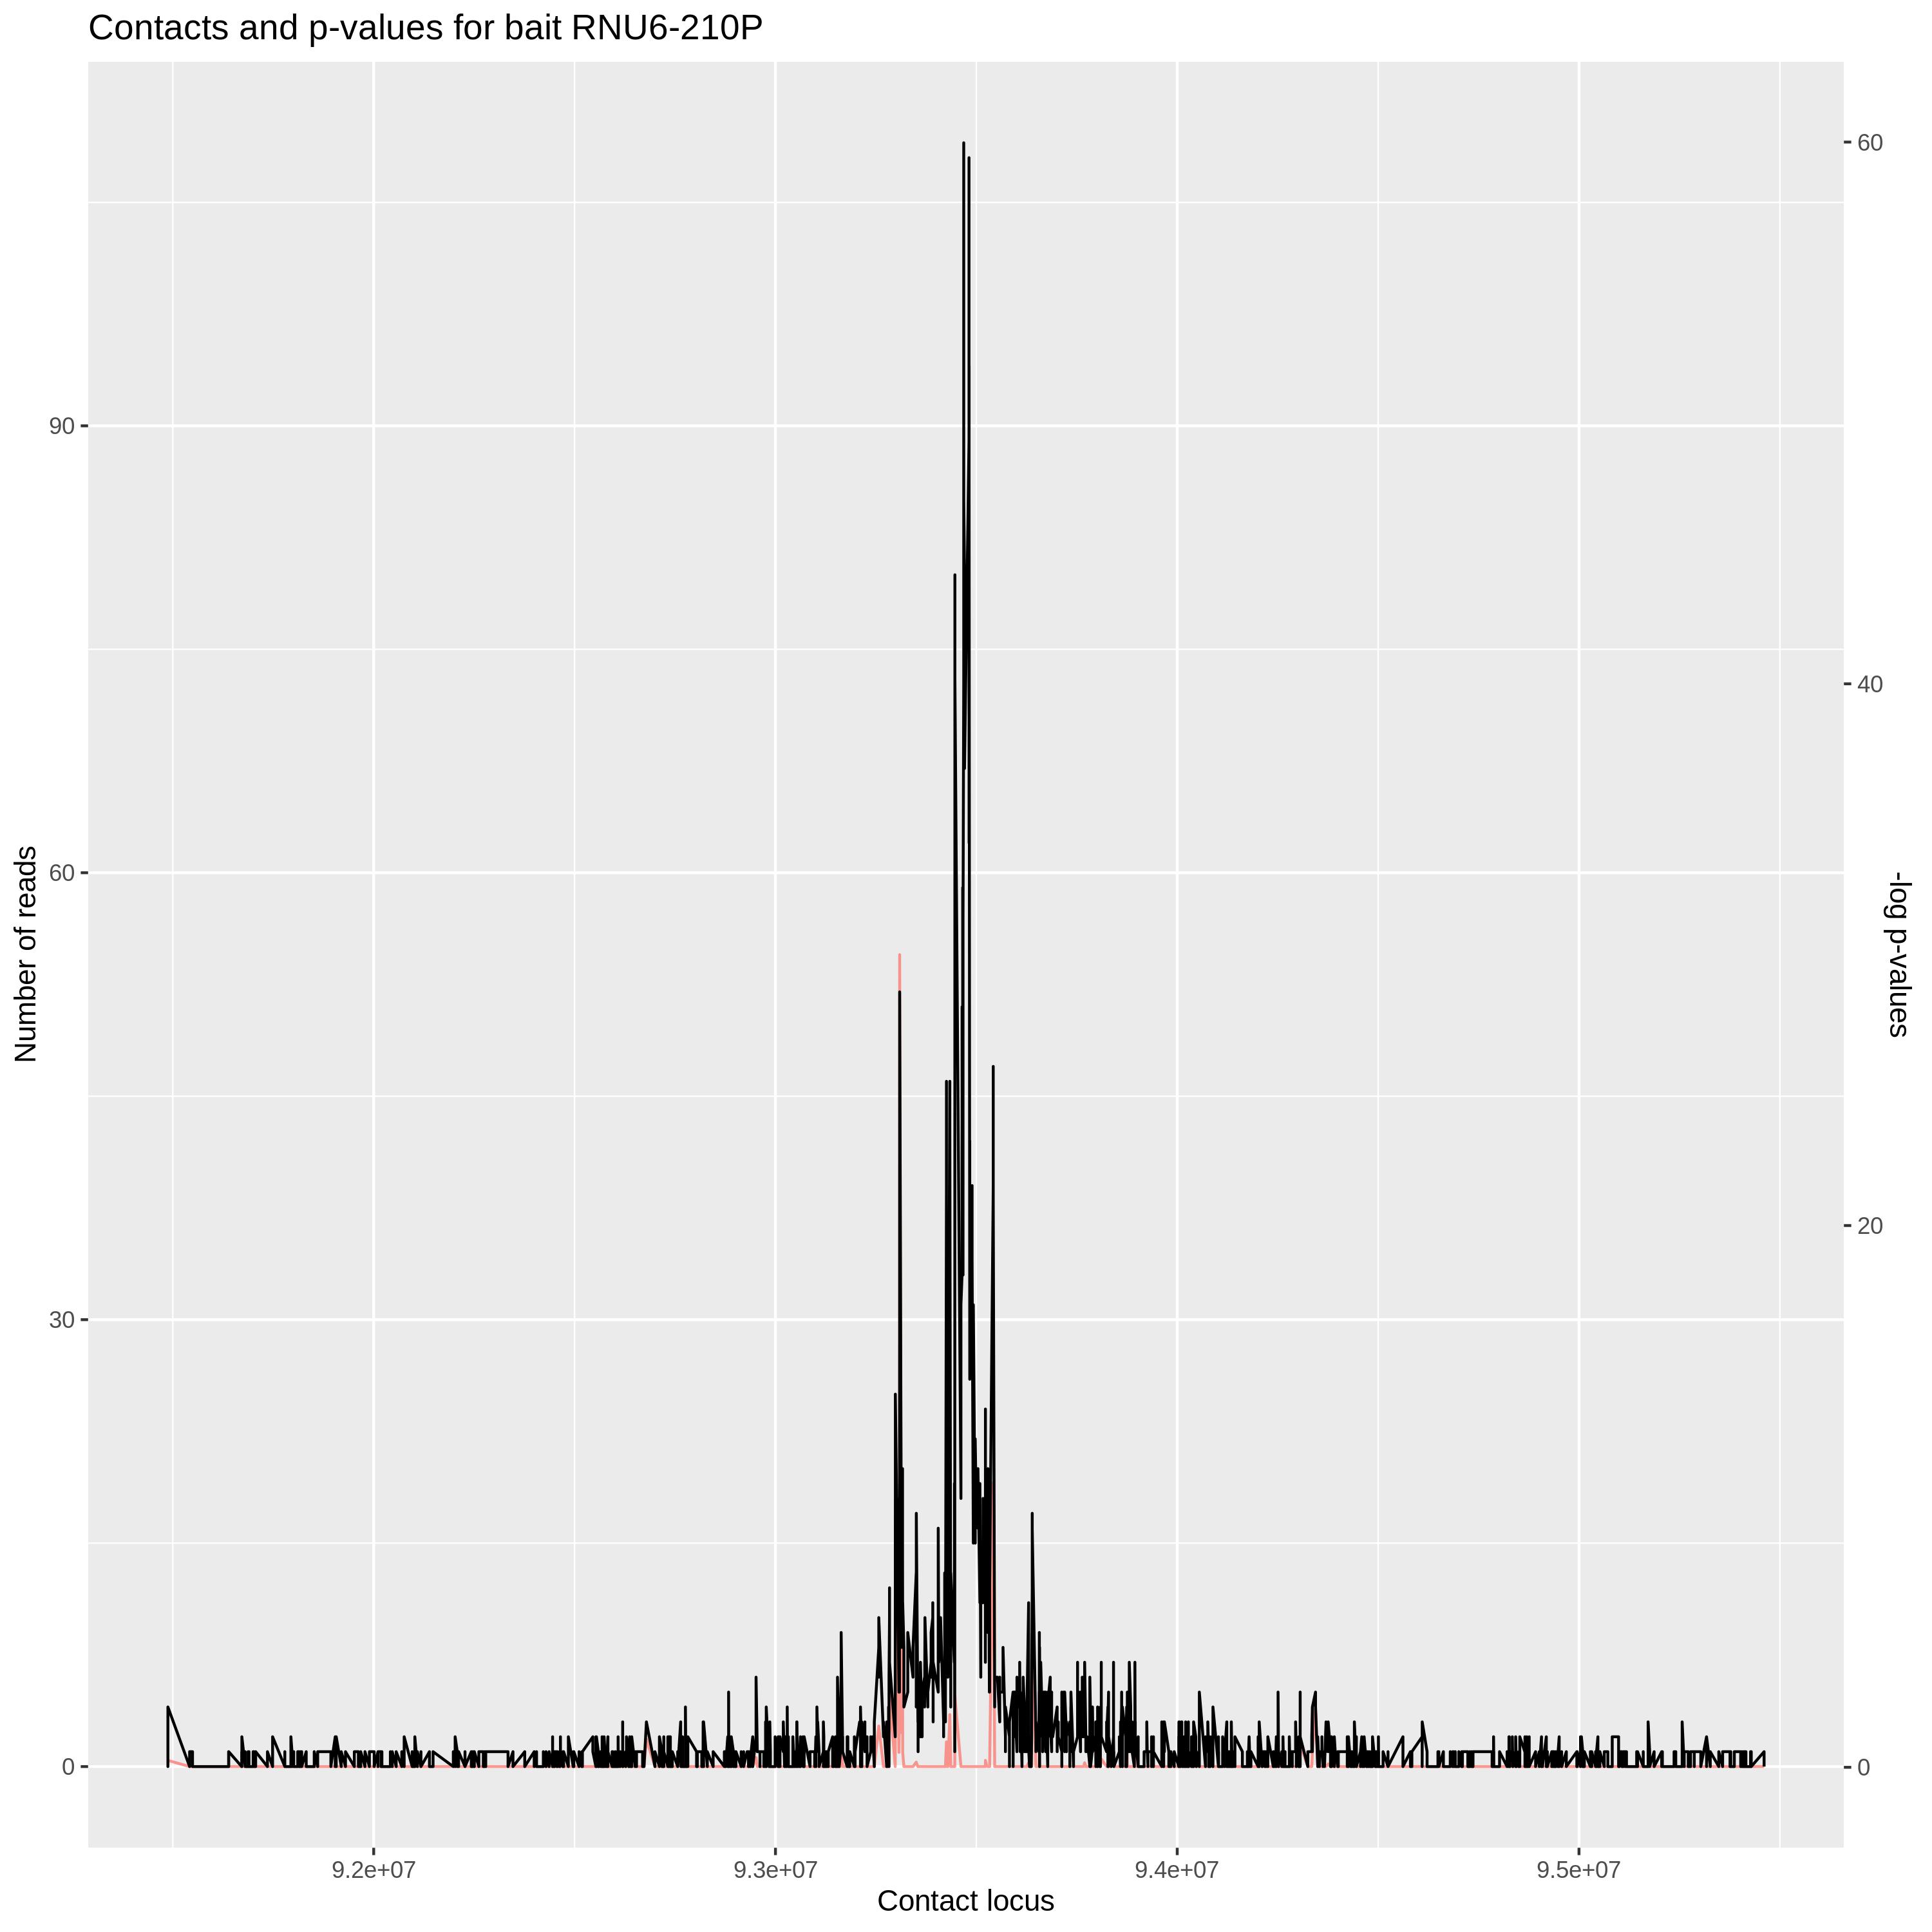 Contacts and p-values for bait RNU6-210P
60
90
40
60
20
30
0
0
Number of reads
-log p-values
9.2e+07
9.3e+07
9.4e+07
9.5e+07
Contact locus